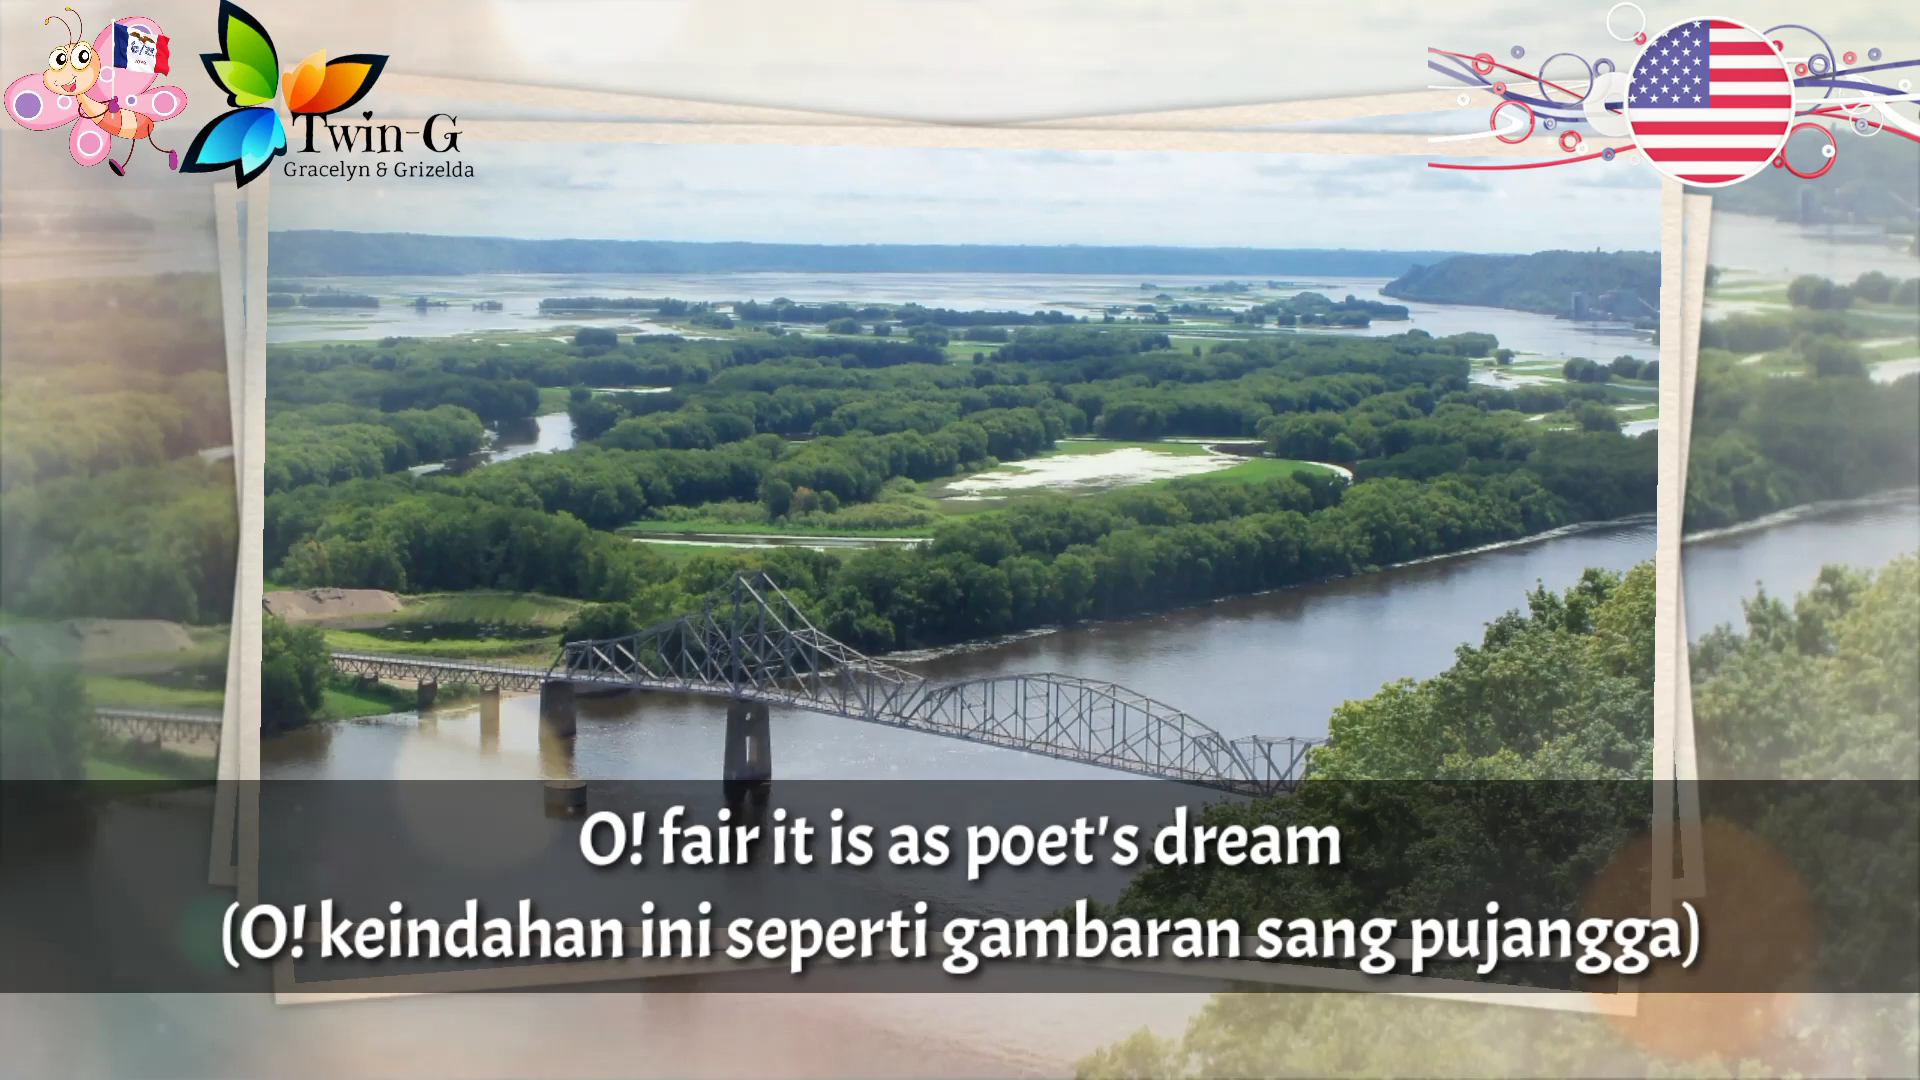 Twin-G
Gracelyn & Grizelda
O! fair it is as poet's dream
(O! keindahan ini seperti gambaran sang pujangga)